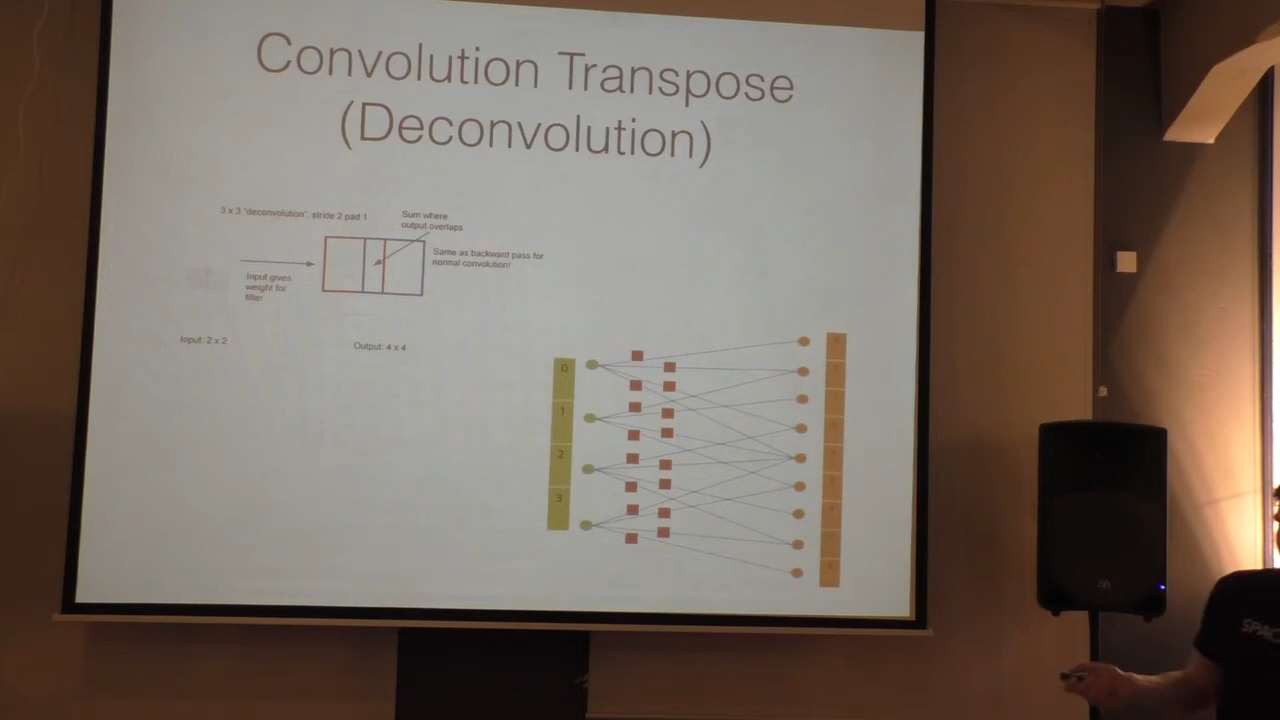 Convolution Transpose
(Deconvolution)
3 x 3 "deconvolution", stride 2 pad 1
Sum where
output overlaps
Same as backward pass for
normal convolution!
Input gives
weight for
filter
Input: 2 x 2
Output: 4 x 4
0
1
2
3